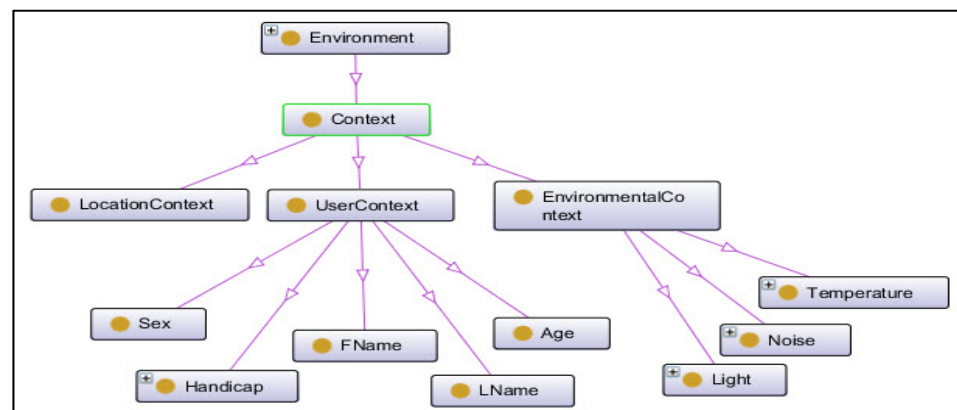 Environment
Context
LocationContext
UserContext
EnvironmentalCo
ntext
Sex
Handicap
FName
LName
Age
Temperature
Noise
Light